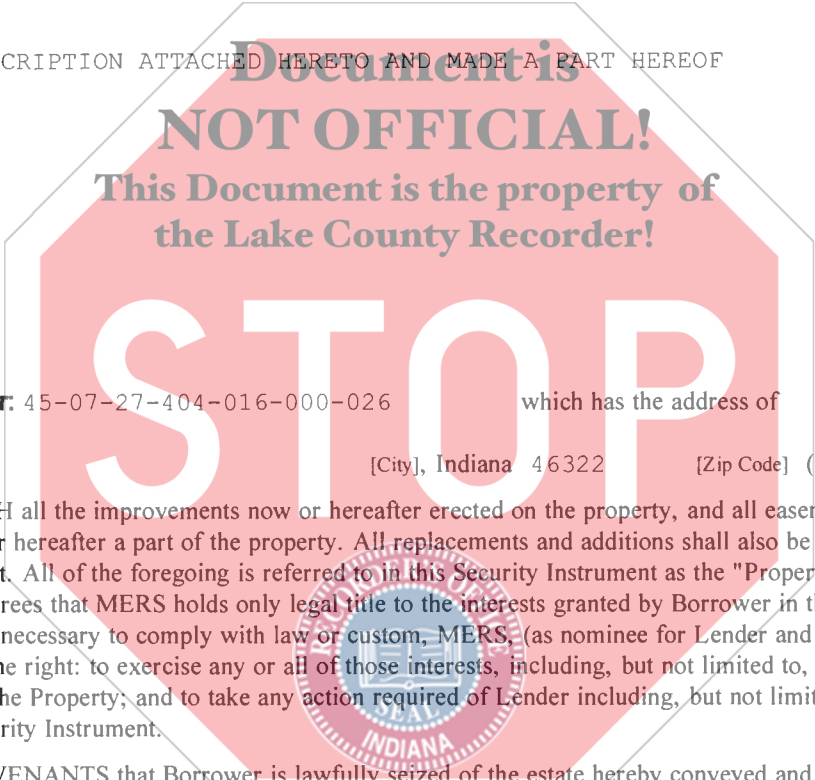 CRIPTION ATTACHED HERETO AND MADE A PART HEREOF
Document is
NOT OFFICIAL!
This Document is the property of
the Lake County Recorder!
STOP
r: 45-07-27-404-016-000-026 which has the address of
[City], Indiana 46322 [Zip Code] (
H all the improvements now or hereafter erected on the property, and all easer
r hereafter a part of the property. All replacements and additions shall also be
t. All of the foregoing is referred to in this Security Instrument as the "Proper
rees that MERS holds only legal title to the interests granted by Borrower in th
necessary to comply with law or custom, MERS, (as nominee for Lender and
ne right: to exercise any or all of those interests, including, but not limited to,
he Property; and to take any action required of Lender including, but not limit
rity Instrument.
VENANTS that Borrower is lawfully seized of the estate hereby conveyed and
RECORDER OFFICE
SEAL
INDIANA